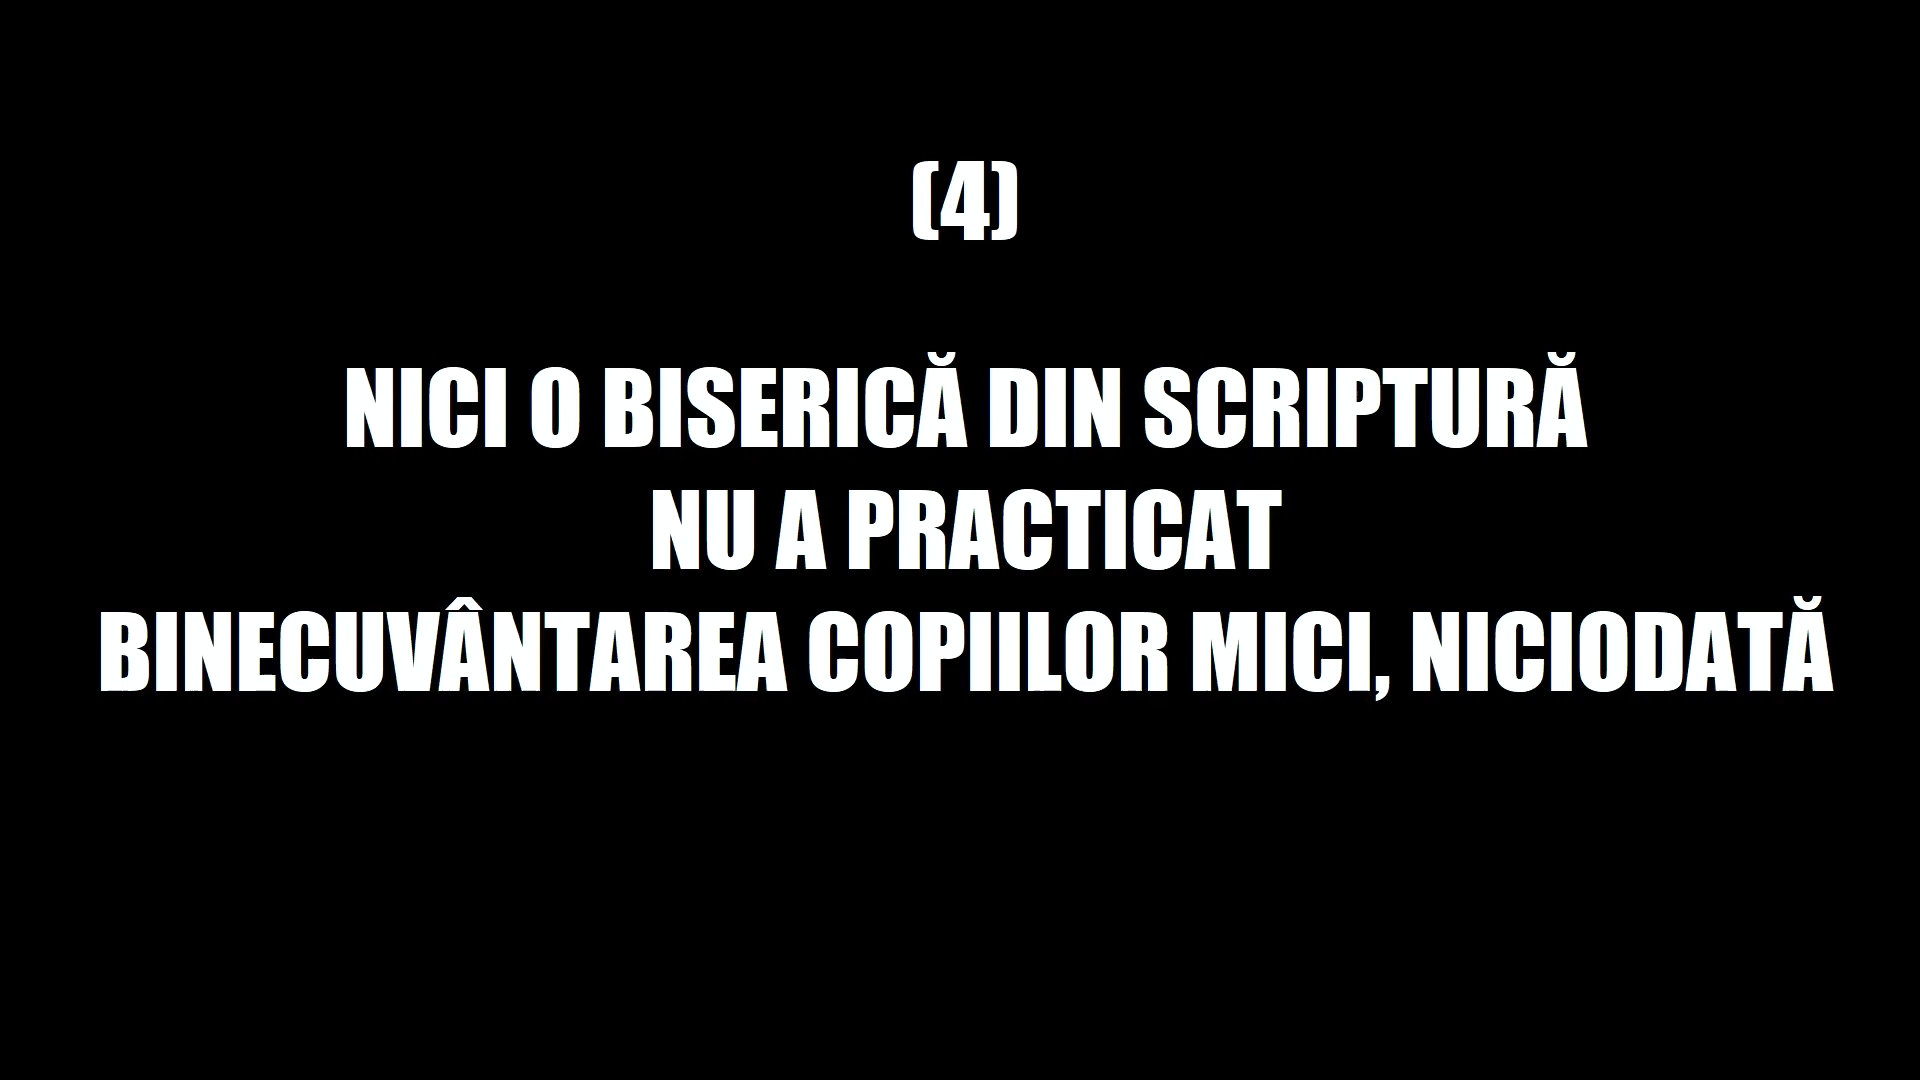 (4)
NICI O BISERICĂ DIN SCRIPTURĂ
NU A PRACTICAT
BINECUVÂNTAREA COPIILOR MICI, NICIODATĂ